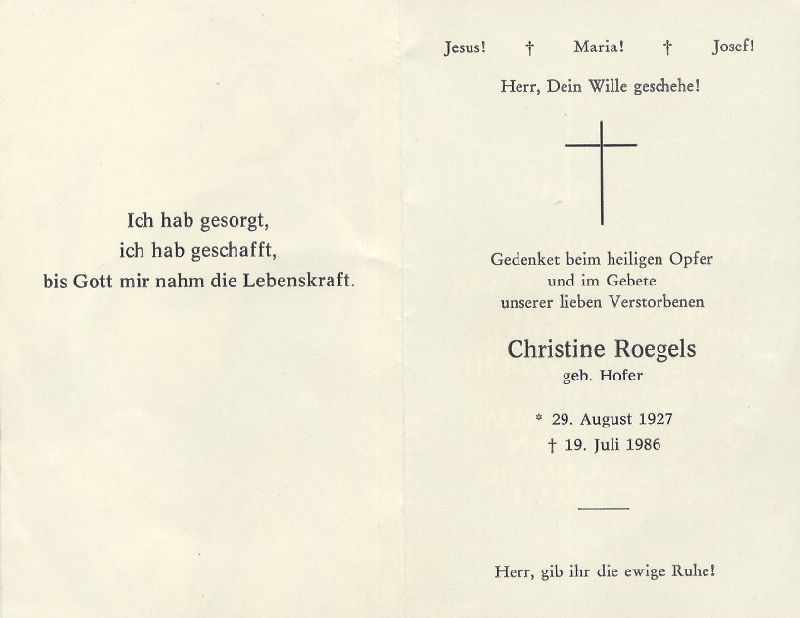 Ich hab gesorgt,
ich hab geschafft,
bis Gott mir nahm die Lebenskraft.
Jesus! † Maria! † Josef!
Herr, Dein Wille geschehe!
Gedenket beim heiligen Opfer
und im Gebete
unserer lieben Verstorbenen
Christine Roegels
geb. Hofer
* 29. August 1927
† 19. Juli 1986
Herr, gib ihr die ewige Ruhe!